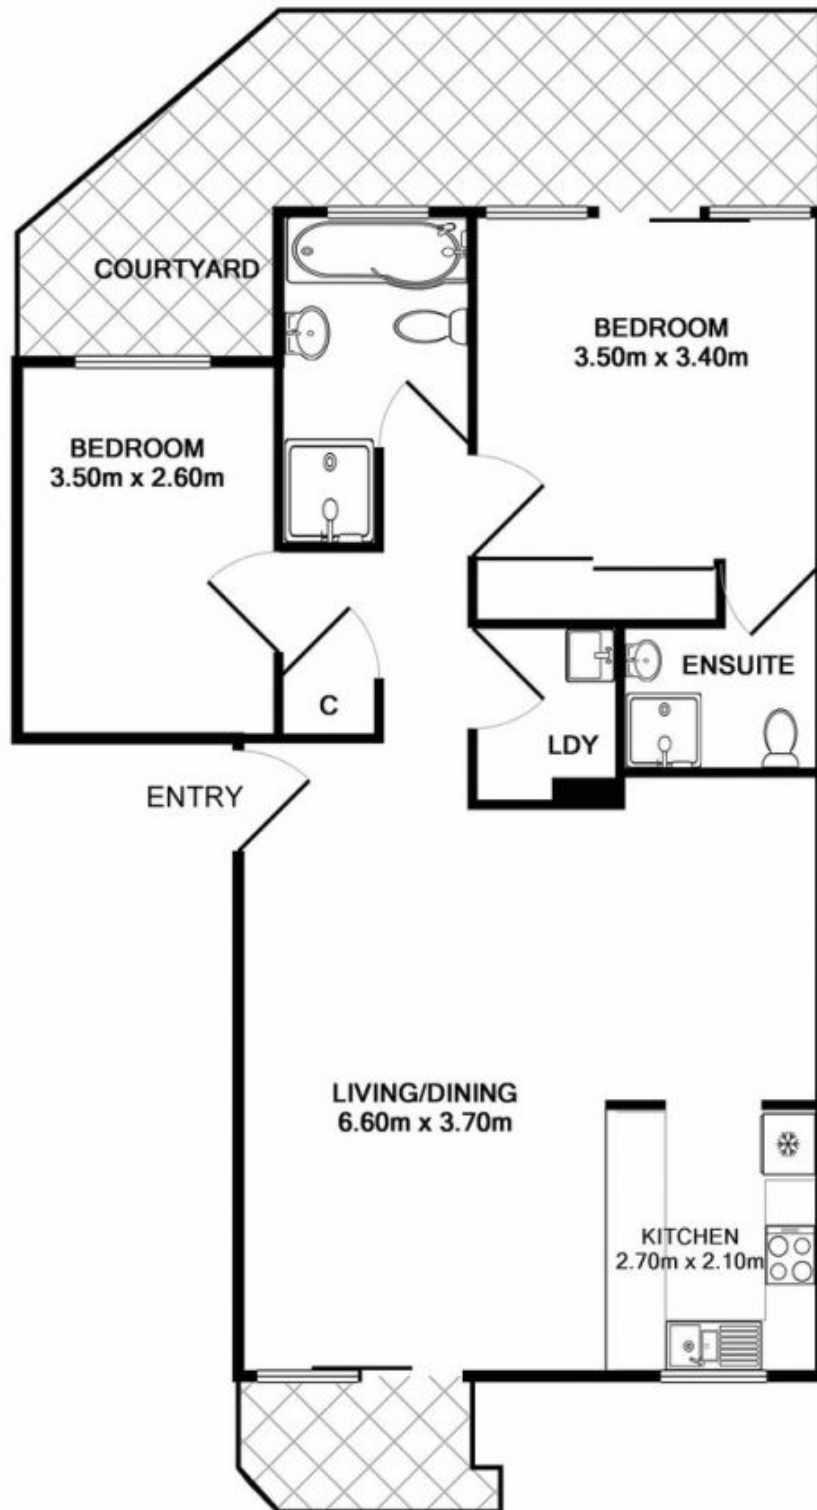 COURTYARD
BEDROOM
3.50m x 3.40m
BEDROOM
3.50m x 2.60m
ENSUITE
C
LDY
ENTRY
LIVING/DINING
6.60m x 3.70m
KITCHEN
2.70m x 2.10m